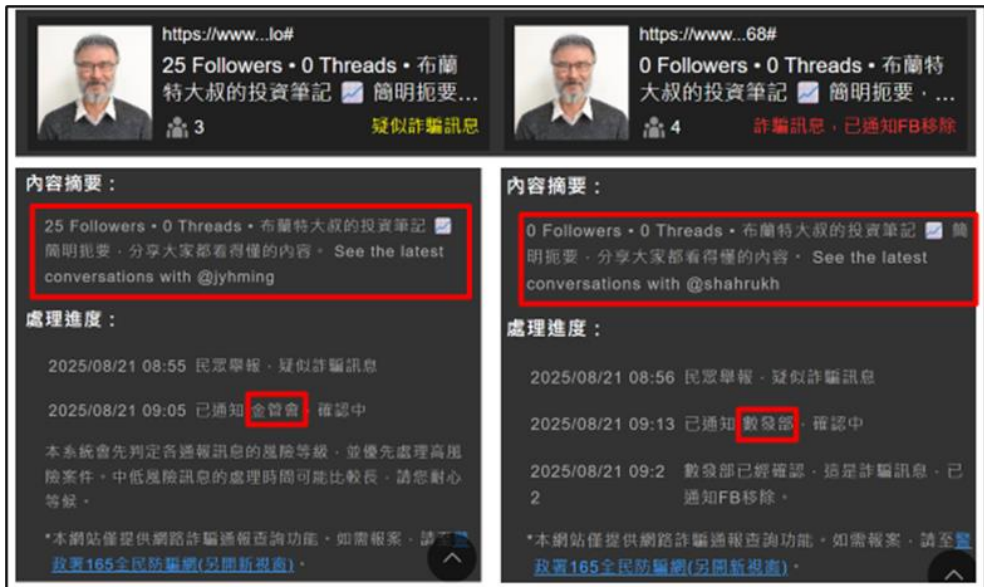 https://www...lo#
25 Followers • 0 Threads • 布蘭
特大叔的投資筆記 📈 簡明扼要...
3
疑似詐騙訊息
https://www...68#
0 Followers • 0 Threads • 布蘭特
大叔的投資筆記 📈 簡明扼要，...
4
詐騙訊息，已通知FB移除
內容摘要：
25 Followers • 0 Threads • 布蘭特大叔的投資筆記 📈
簡明扼要，分享大家都看得懂的內容。 See the latest
conversations with @jyhming
處理進度：
2025/08/21 08:55 民眾舉報，疑似詐騙訊息
2025/08/21 09:05 已通知 金管會，確認中
本系統會先判定各通報訊息的風險等級，並優先處理高風
險案件。中低風險訊息的處理時間可能比較長，請您耐心
等候。
*本網站僅提供網路詐騙通報查詢功能。如需報案，請至警
政署165全民防騙網(另開新視窗)。
內容摘要：
0 Followers • 0 Threads • 布蘭特大叔的投資筆記 📈 簡
明扼要，分享大家都看得懂的內容。 See the latest
conversations with @shahrukh
處理進度：
2025/08/21 08:56 民眾舉報，疑似詐騙訊息
2025/08/21 09:13 已通知 數發部，確認中
2025/08/21 09:2 數發部已經確認，這是詐騙訊息，已
2 通知FB移除。
*本網站僅提供網路詐騙通報查詢功能。如需報案，請至警
政署165全民防騙網(另開新視窗)。